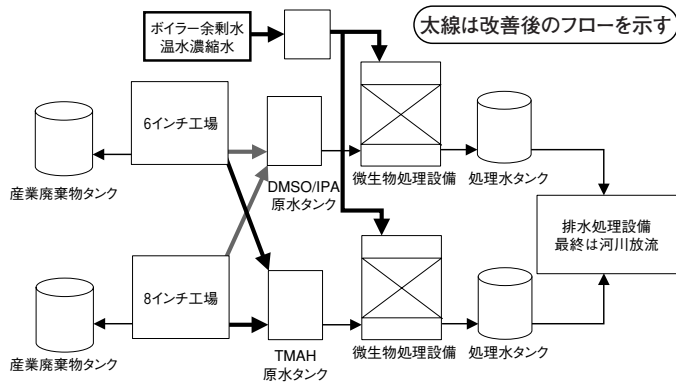 ボイラー余剰水
温水濃縮水
太線は改善後のフローを示す
6インチ工場
産業廃棄物タンク
DMSO/IPA
原水タンク
微生物処理設備
処理水タンク
排水処理設備
最終は河川放流
8インチ工場
産業廃棄物タンク
TMAH
原水タンク
微生物処理設備
処理水タンク